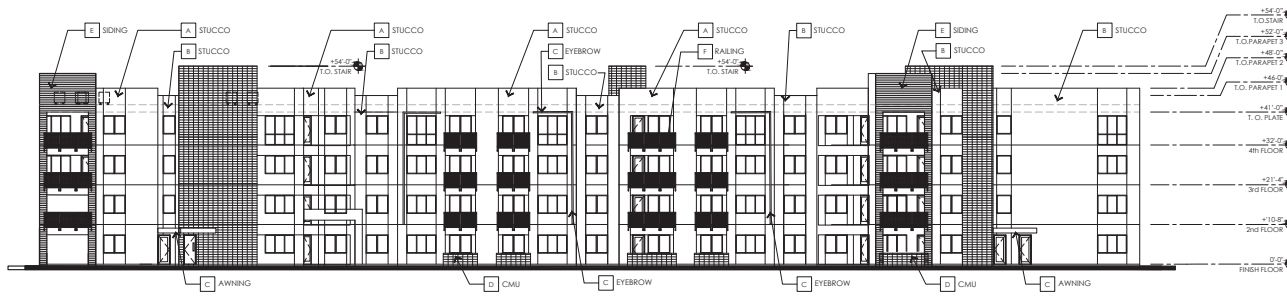 +54'-0"
T.O.STAIR
E SIDING
A STUCCO
A STUCCO
A STUCCO
A STUCCO
B STUCCO
E SIDING
B STUCCO
+52'-0"
T.O.PARAPET 3
B STUCCO
B STUCCO
C EYEBROW
F RAILING
B STUCCO
+48'-0"
T.O.PARAPET 2
+54'-0"
T.O. STAIR
B STUCCO
+54'-0"
T.O. STAIR
+46'-0"
T.O. PARAPET 1
+41'-0"
T. O. PLATE
+32'-0"
4th FLOOR
+21'-4"
3rd FLOOR
+'10-8"
2nd FLOOR
0'-0"
FINISH FLOOR
C AWNING
D CMU
C EYEBROW
C EYEBROW
D CMU
C AWNING